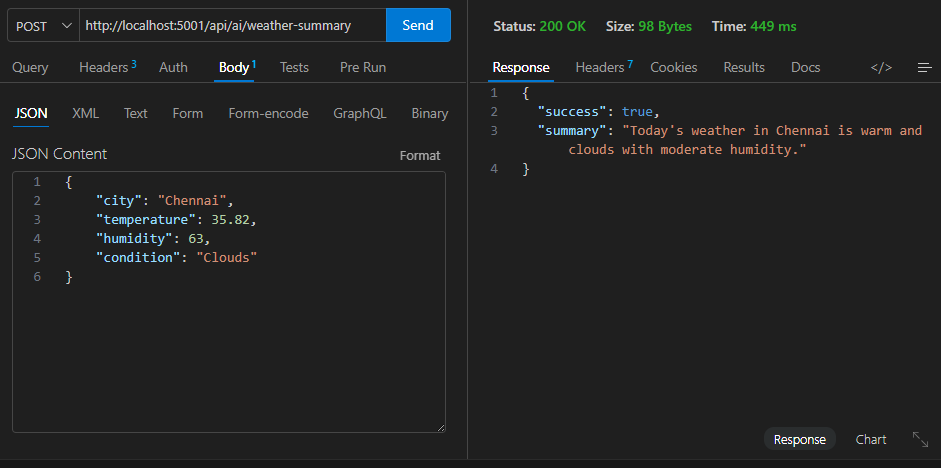 POST http://localhost:5001/api/ai/weather-summary Send
Query Headers 3 Auth Body 1 Tests Pre Run
JSON XML Text Form Form-encode GraphQL Binary
JSON Content Format
1 {
2 "city": "Chennai",
3 "temperature": 35.82,
4 "humidity": 63,
5 "condition": "Clouds"
6 }
Status: 200 OK Size: 98 Bytes Time: 449 ms
Response Headers 7 Cookies Results Docs </>
1 {
2 "success": true,
3 "summary": "Today's weather in Chennai is warm and
clouds with moderate humidity."
4 }
Response Chart